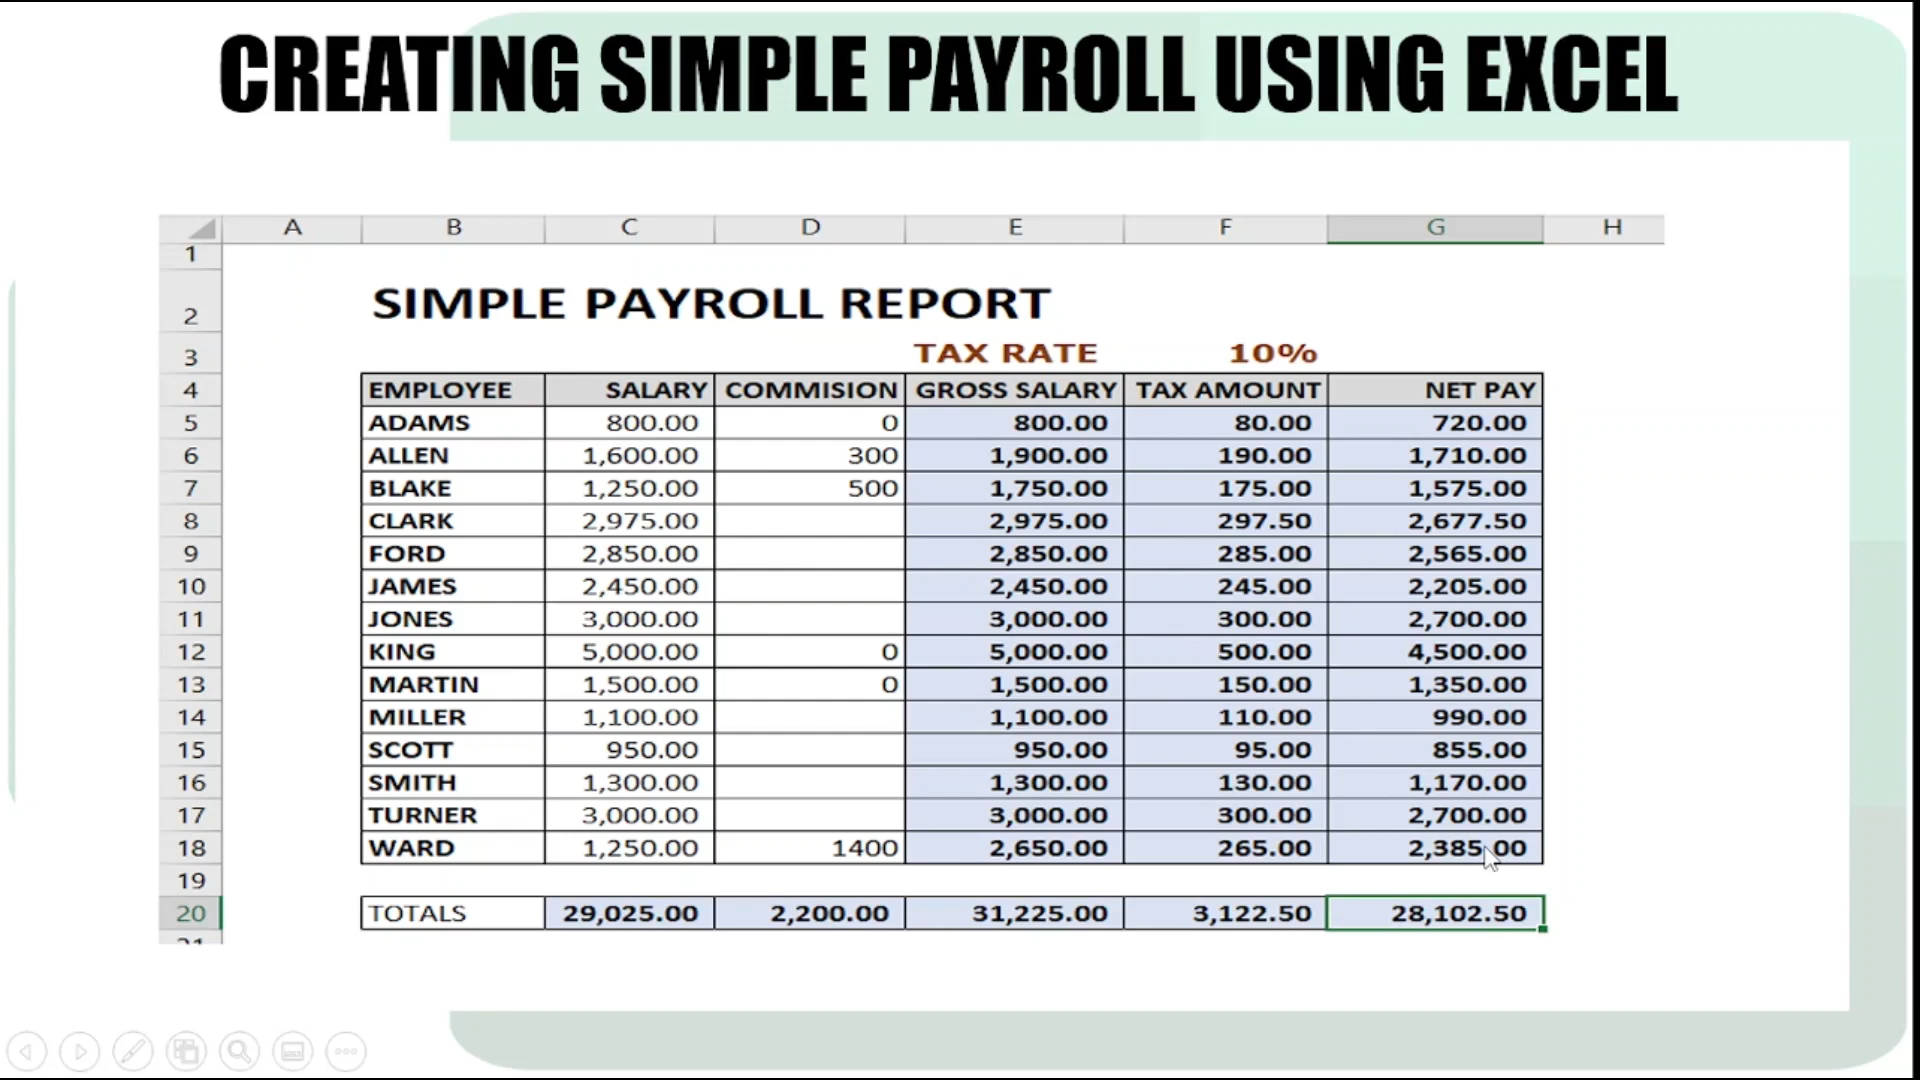 CREATING SIMPLE PAYROLL USING EXCEL
A B C D E F G H
1
2 SIMPLE PAYROLL REPORT
3 TAX RATE 10%
4 EMPLOYEE SALARY COMMISION GROSS SALARY TAX AMOUNT NET PAY
5 ADAMS 800.00 0 800.00 80.00 720.00
6 ALLEN 1,600.00 300 1,900.00 190.00 1,710.00
7 BLAKE 1,250.00 500 1,750.00 175.00 1,575.00
8 CLARK 2,975.00 2,975.00 297.50 2,677.50
9 FORD 2,850.00 2,850.00 285.00 2,565.00
10 JAMES 2,450.00 2,450.00 245.00 2,205.00
11 JONES 3,000.00 3,000.00 300.00 2,700.00
12 KING 5,000.00 0 5,000.00 500.00 4,500.00
13 MARTIN 1,500.00 0 1,500.00 150.00 1,350.00
14 MILLER 1,100.00 1,100.00 110.00 990.00
15 SCOTT 950.00 950.00 95.00 855.00
16 SMITH 1,300.00 1,300.00 130.00 1,170.00
17 TURNER 3,000.00 3,000.00 300.00 2,700.00
18 WARD 1,250.00 1400 2,650.00 265.00 2,385.00
19
20 TOTALS 29,025.00 2,200.00 31,225.00 3,122.50 28,102.50
21